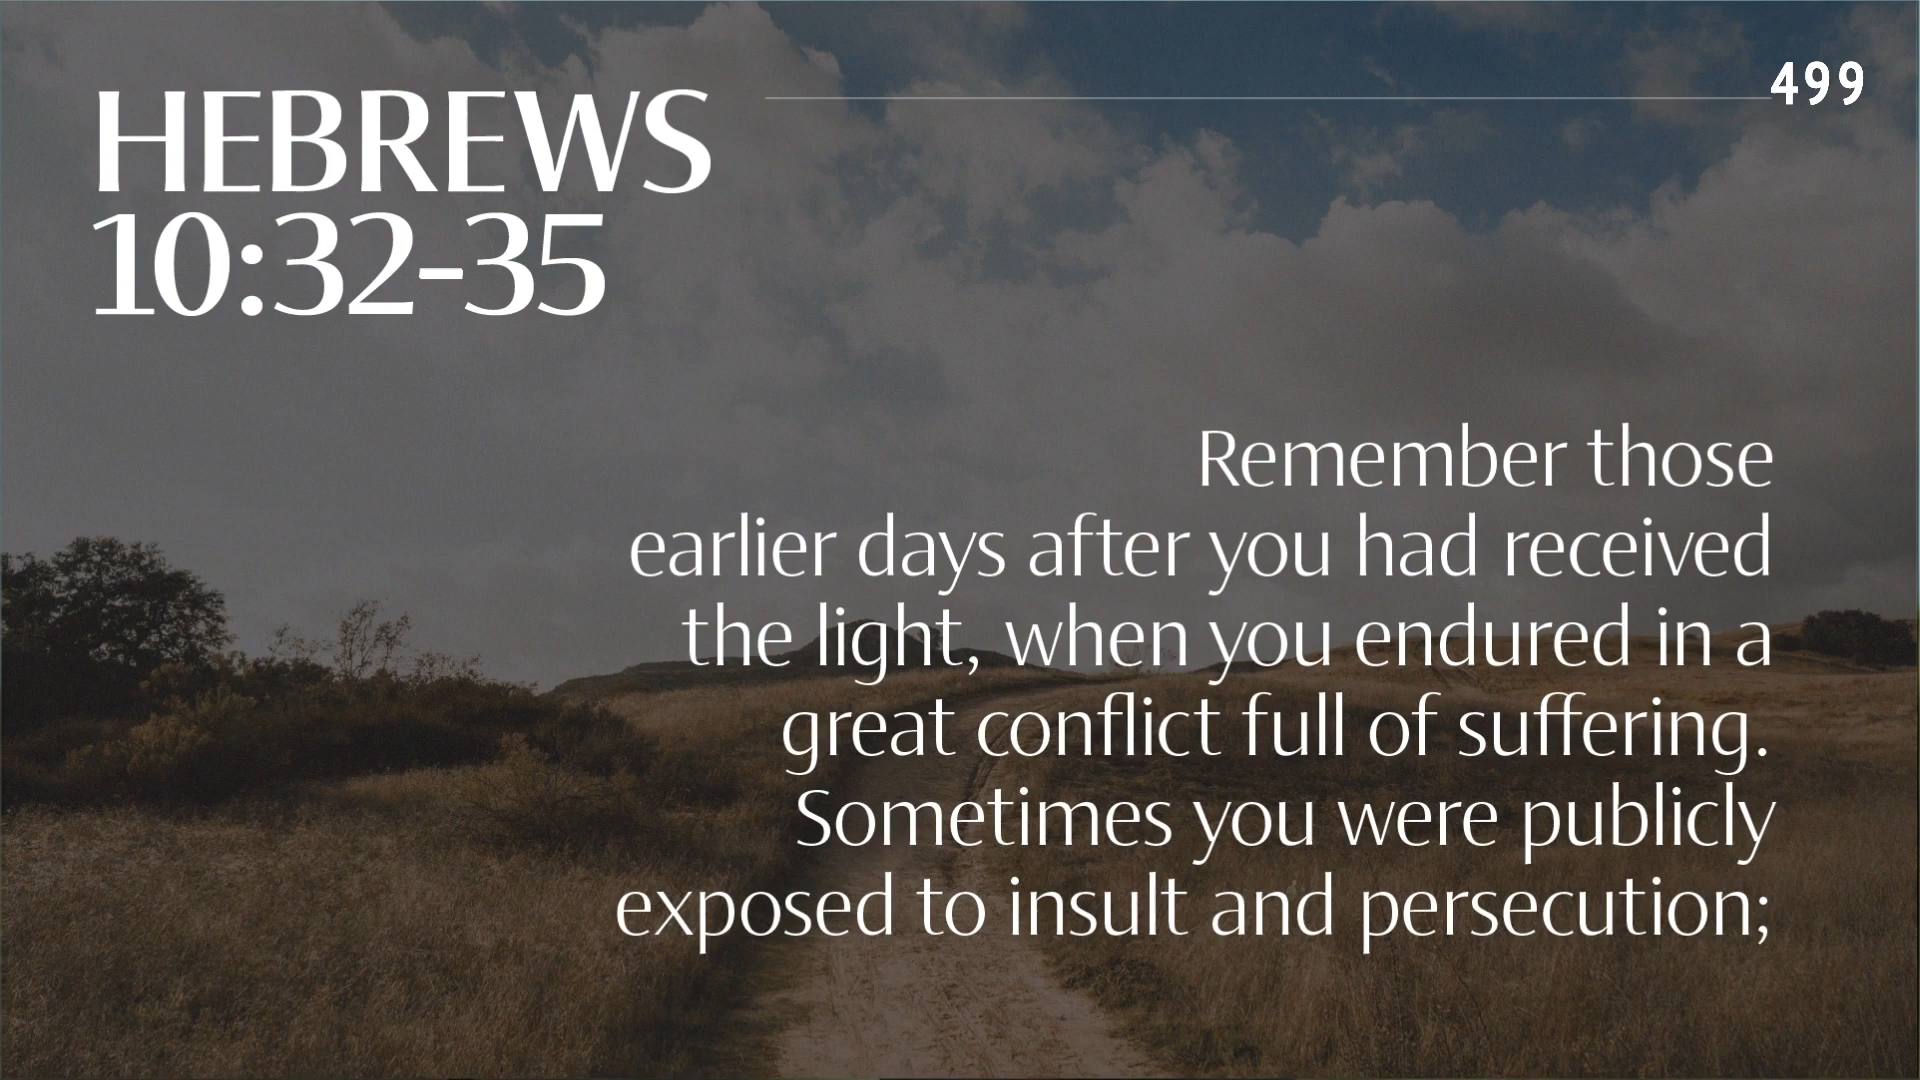 HEBREWS
10:32-35
499
Remember those
earlier days after you had received
the light, when you endured in a
great conflict full of suffering.
Sometimes you were publicly
exposed to insult and persecution;